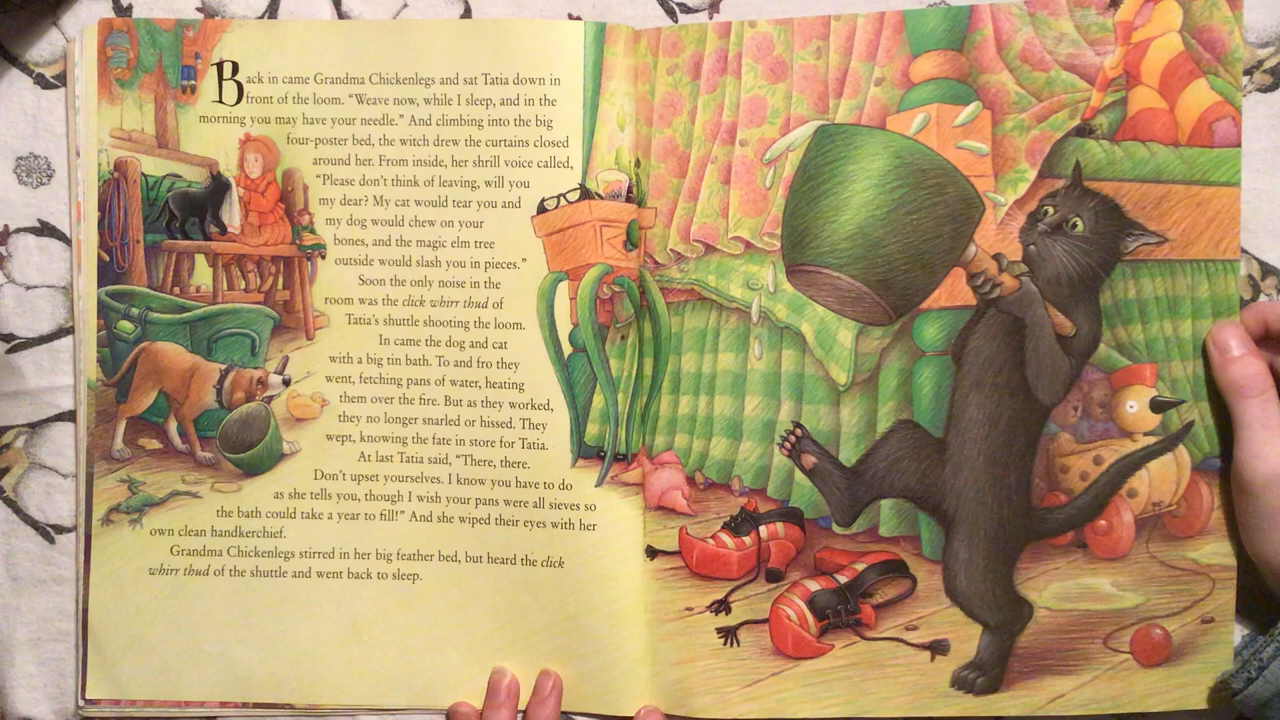 Back in came Grandma Chickenlegs and sat Tatia down in
front of the loom. “Weave now, while I sleep, and in the
morning you may have your needle.” And climbing into the big
four-poster bed, the witch drew the curtains closed
around her. From inside, her shrill voice called,
“Please don’t think of leaving, will you
my dear? My cat would tear you and
my dog would chew on your
bones, and the magic elm tree
outside would slash you in pieces.”
Soon the only noise in the
room was the click whirr thud of
Tatia’s shuttle shooting the loom.
In came the dog and cat
with a big tin bath. To and fro they
went, fetching pans of water, heating
them over the fire. But as they worked,
they no longer snarled or hissed. They
wept, knowing the fate in store for Tatia.
At last Tatia said, “There, there.
Don’t upset yourselves. I know you have to do
as she tells you, though I wish your pans were all sieves so
the bath could take a year to fill!” And she wiped their eyes with her
own clean handkerchief.
Grandma Chickenlegs stirred in her big feather bed, but heard the click
whirr thud of the shuttle and went back to sleep.